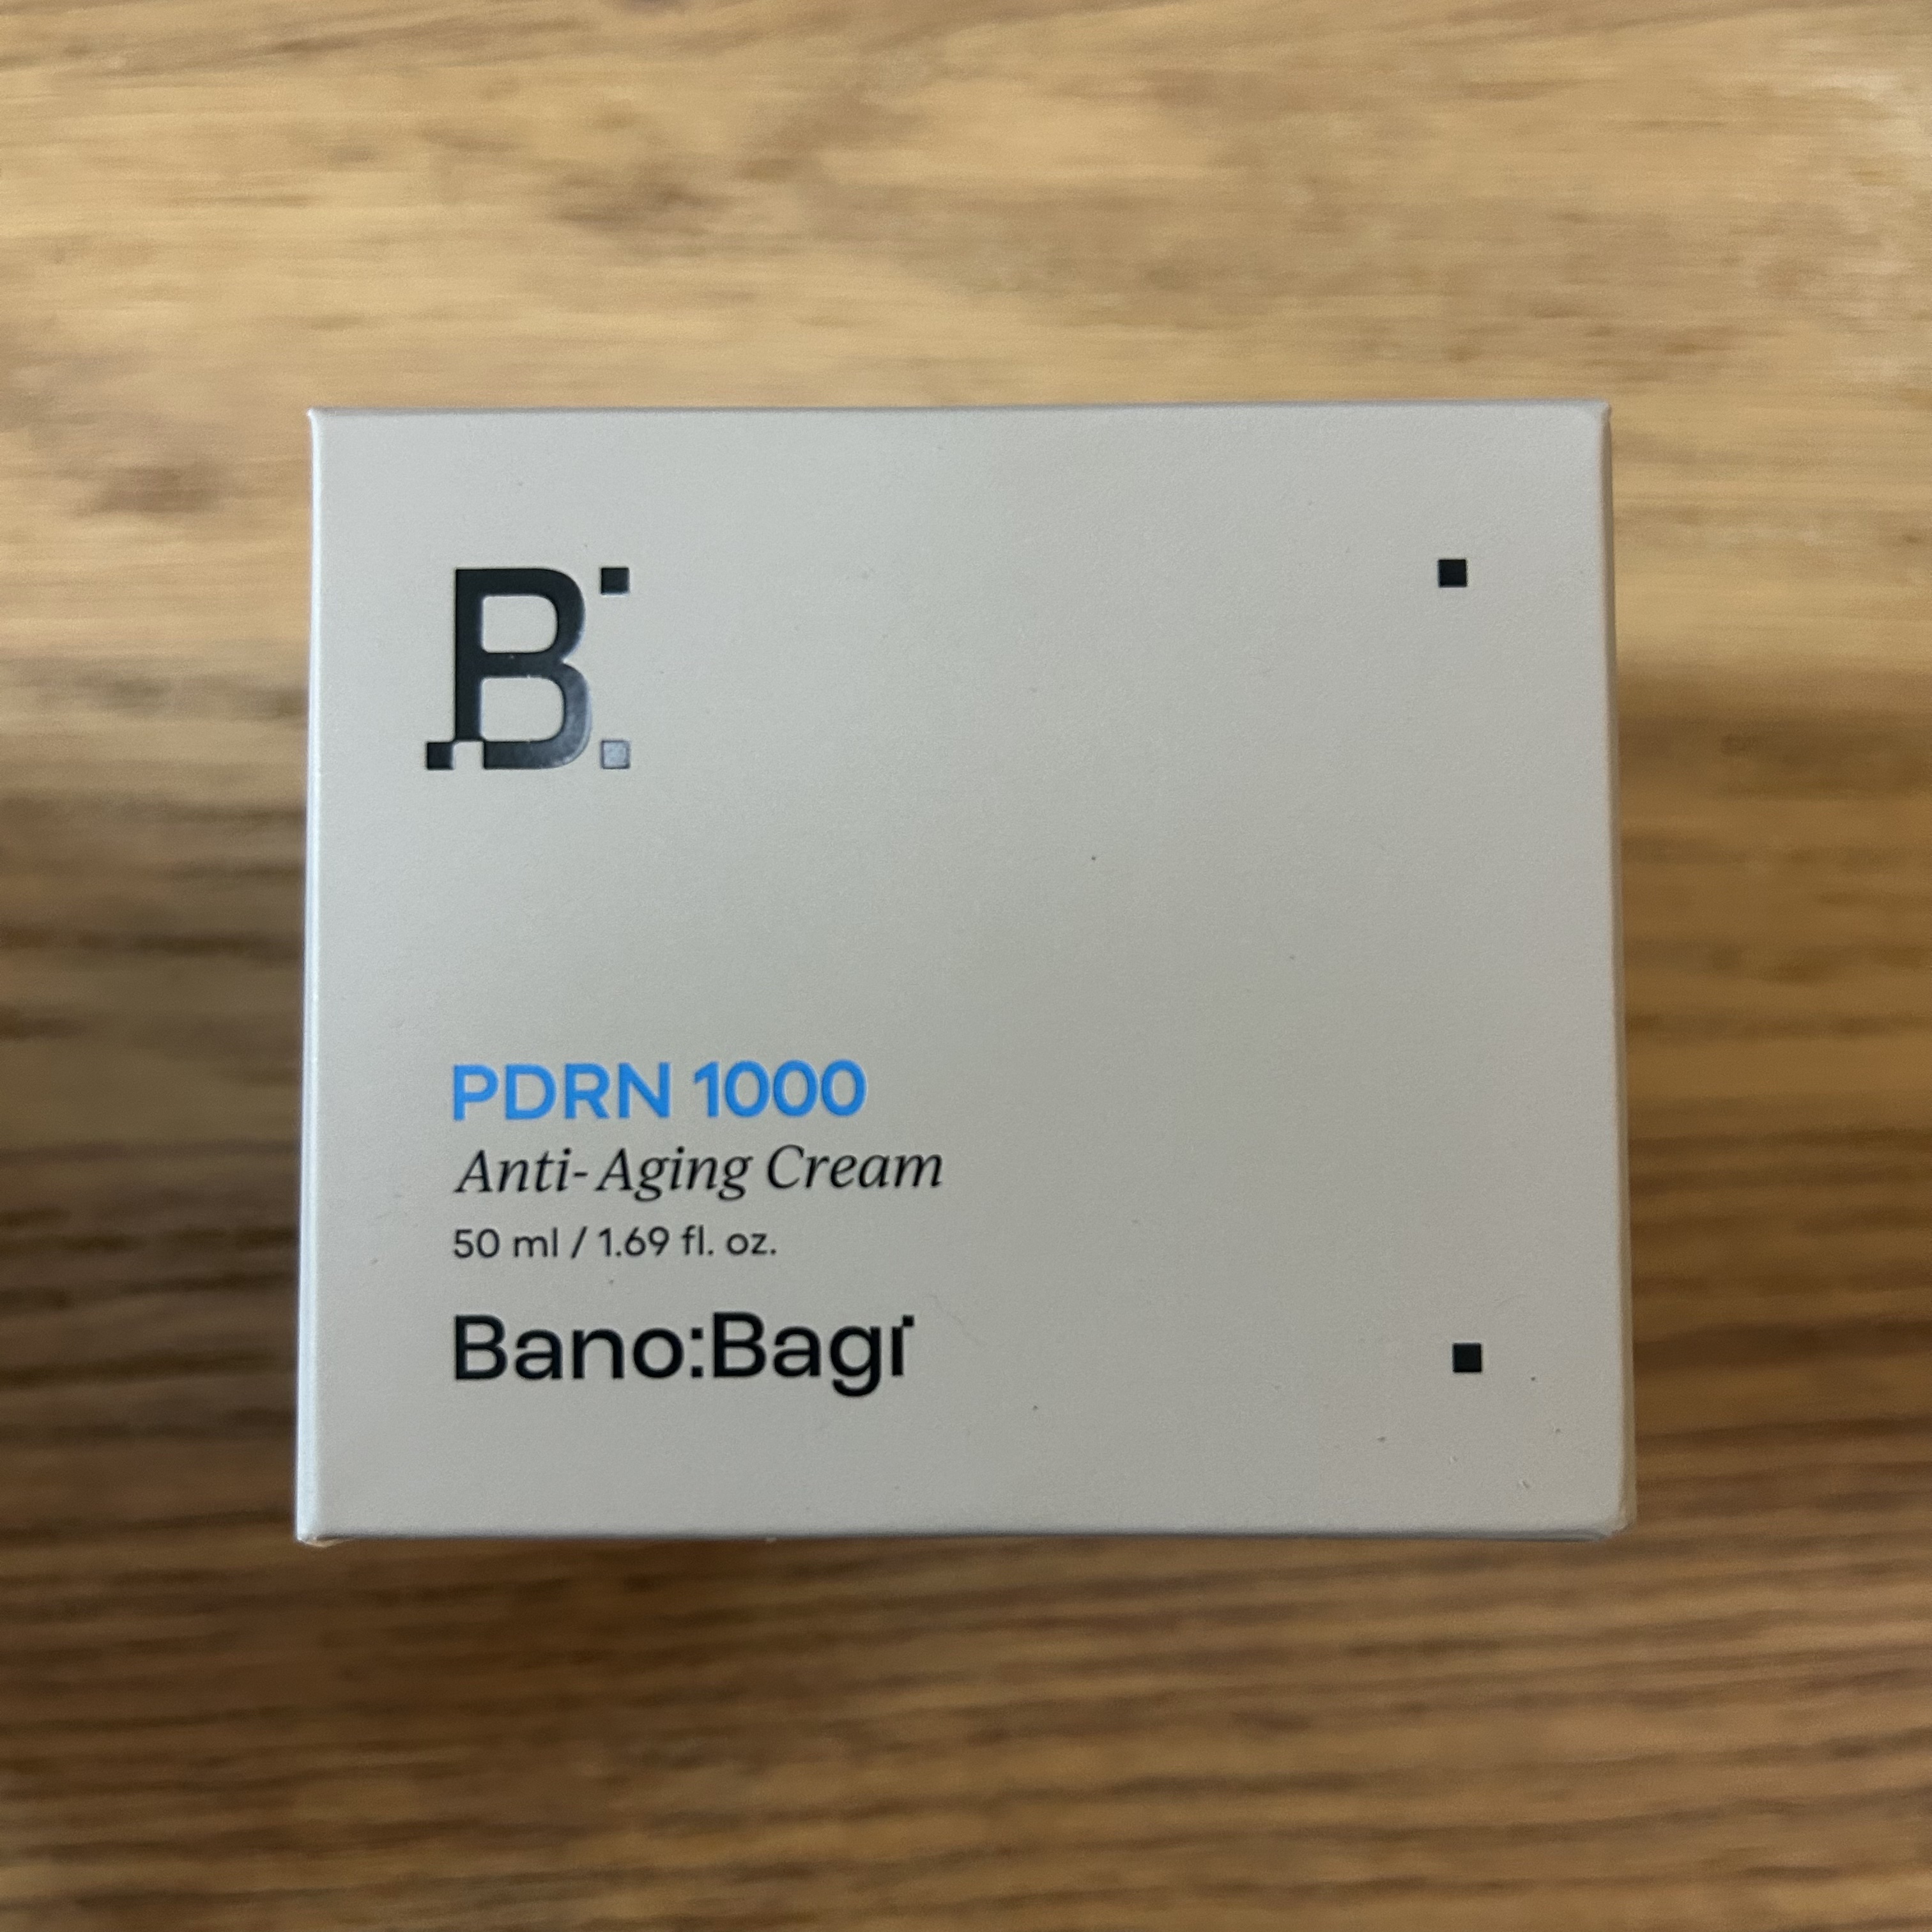 B:
PDRN 1000
Anti-Aging Cream
50 ml / 1.69 fl. oz.
Bano:Bagi